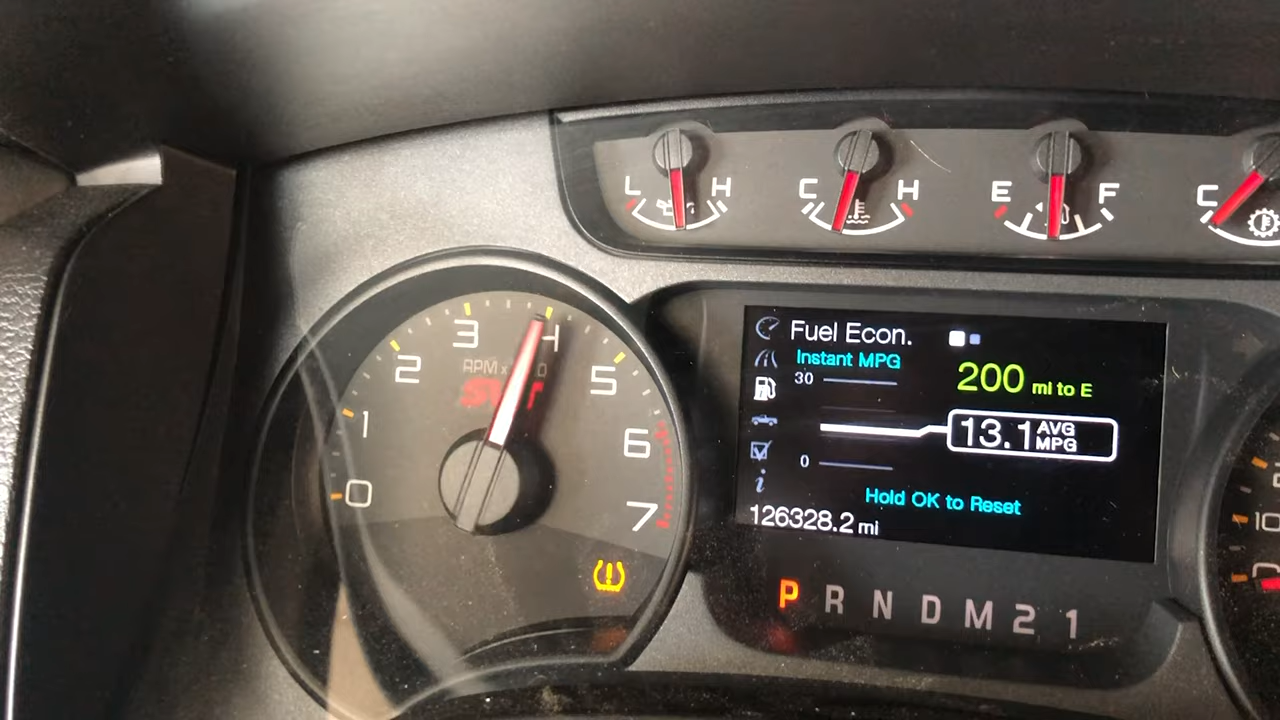 L H
C H
E F
C
0
1
2
3
4
5
6
7
RPM x
Fuel Econ.
Instant MPG
30
0
200 mi to E
13.1 AVG MPG
Hold OK to Reset
126328.2 mi
P R N D M 2 1
10